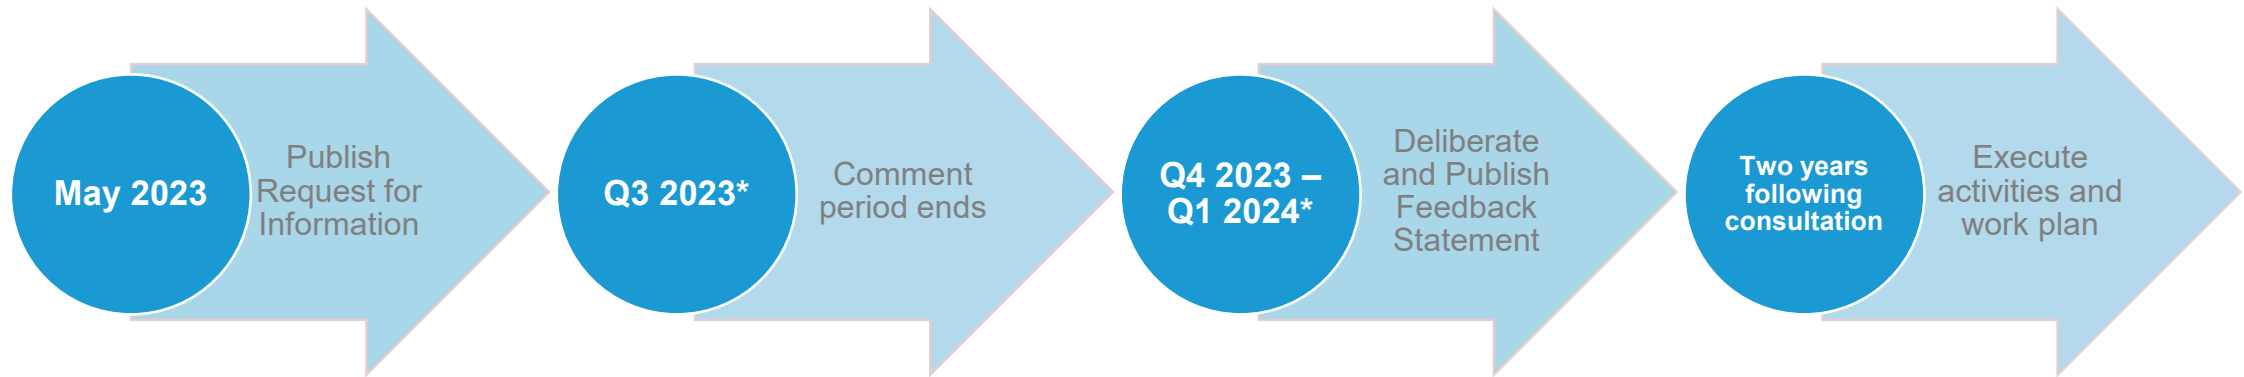 May 2023
Publish
Request for
Information
Q3 2023*
Comment
period ends
Q4 2023 –
Q1 2024*
Deliberate
and Publish
Feedback
Statement
Two years
following
consultation
Execute
activities and
work plan